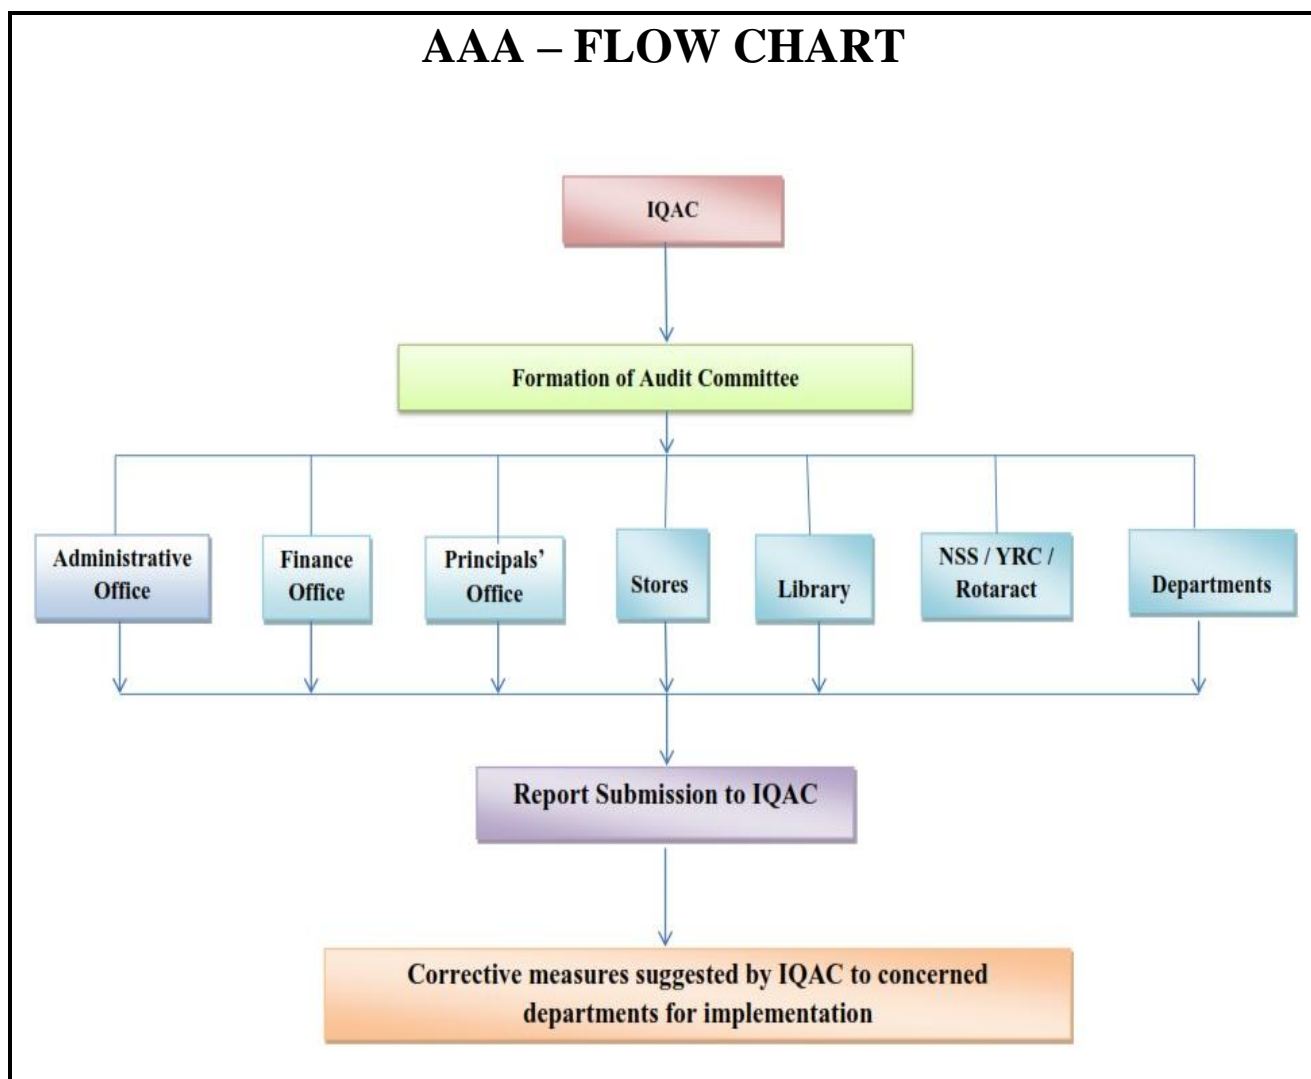 AAA – FLOW CHART
IQAC
Formation of Audit Committee
Administrative
Office
Finance
Office
Principals’
Office
Stores
Library
NSS / YRC /
Rotaract
Departments
Report Submission to IQAC
Corrective measures suggested by IQAC to concerned
departments for implementation